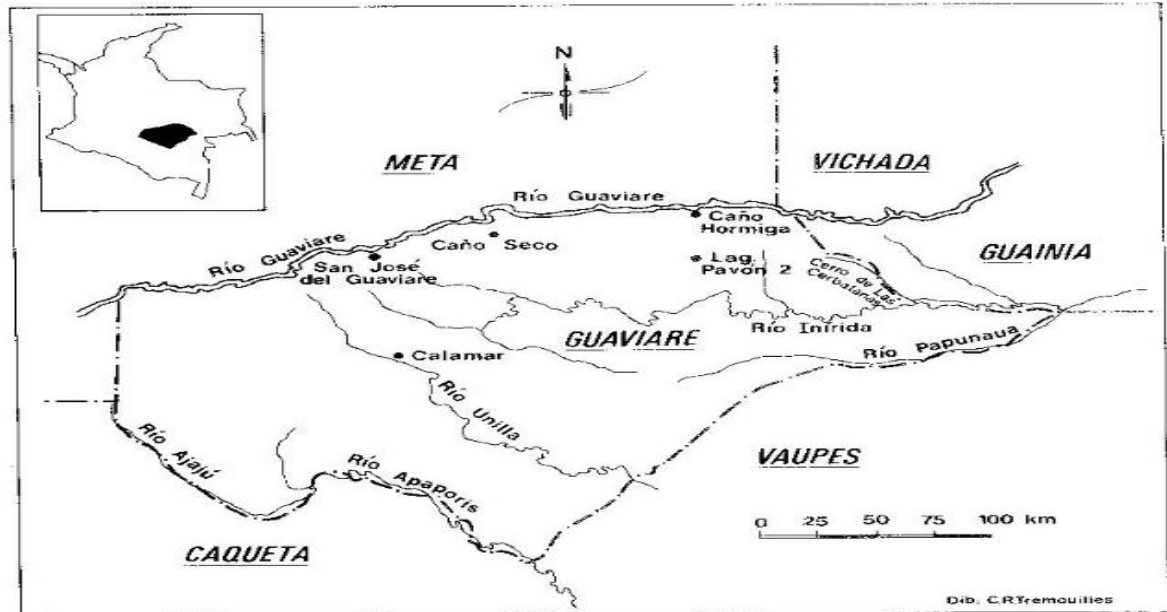 N
META
VICHADA
Río Guaviare
Caño
Hormiga
Caño Seco
Río Guaviare
San José
del Guaviare
Lag.
Pavón 2
GUAINIA
Cerro de Las
Cerbatanas
Río Inírida
GUAVIARE
Río Papunaua
Calamar
Río Unilla
Río Ajajú
Río Apaporis
VAUPES
0 25 50 75 100 km
CAQUETA
Dib: C.R.Tremouilles